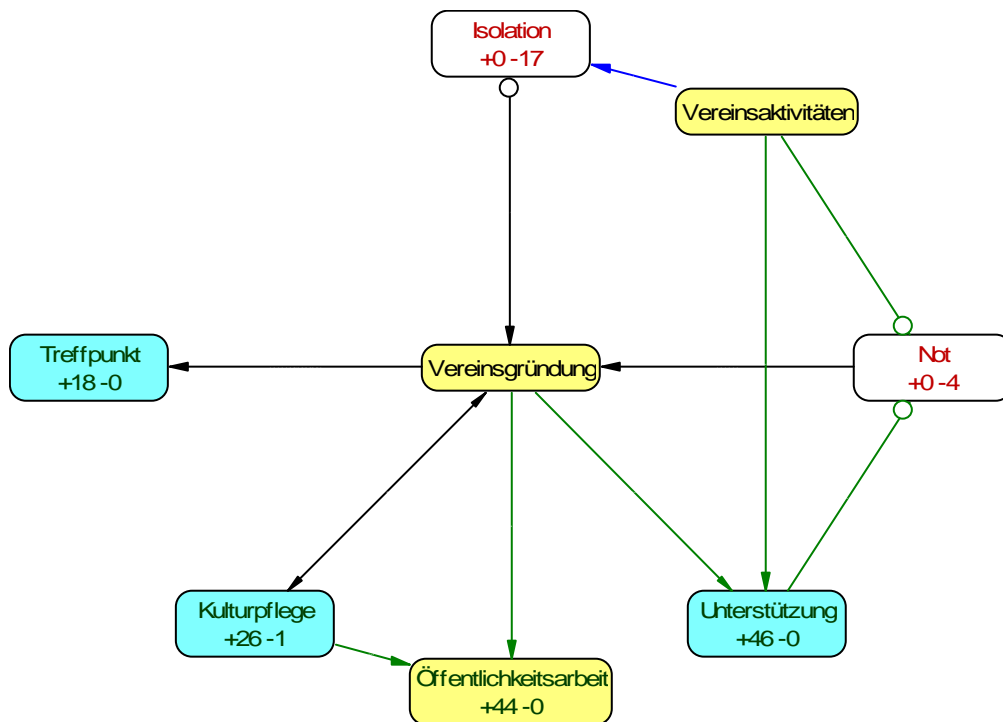 Isolation
+0 -17
Vereinsaktivitäten
Treffpunkt
+18 -0
Vereinsgründung
Not
+0 -4
Kulturpflege
+26 -1
Unterstützung
+46 -0
Öffentlichkeitsarbeit
+44 -0